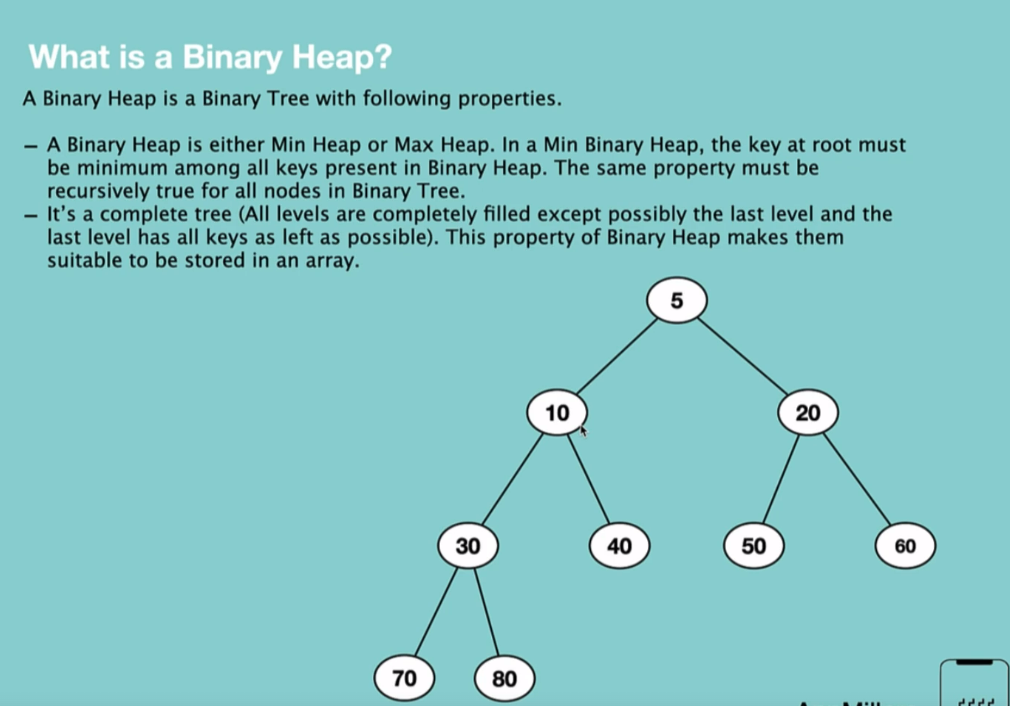 What is a Binary Heap?
A Binary Heap is a Binary Tree with following properties.
– A Binary Heap is either Min Heap or Max Heap. In a Min Binary Heap, the key at root must
be minimum among all keys present in Binary Heap. The same property must be
recursively true for all nodes in Binary Tree.
– It's a complete tree (All levels are completely filled except possibly the last level and the
last level has all keys as left as possible). This property of Binary Heap makes them
suitable to be stored in an array.
5
10 20
30 40 50 60
70 80